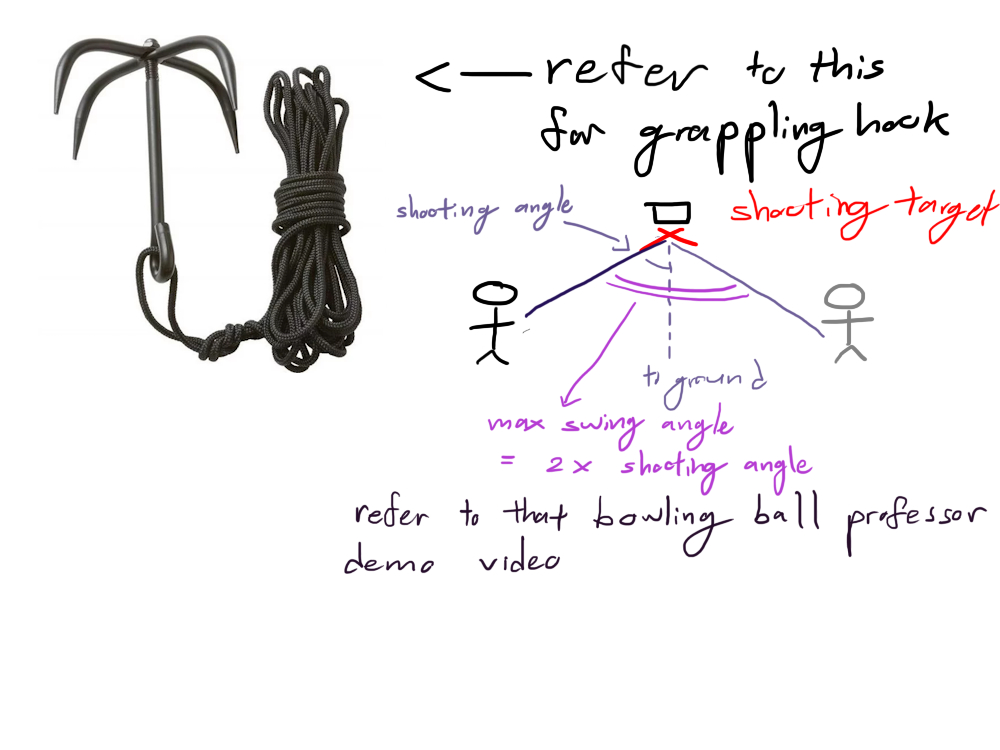 <— refer to this
for grappling hook
shooting angle
shooting target
to ground
max swing angle
= 2 x shooting angle
refer to that bowling ball professor
demo video